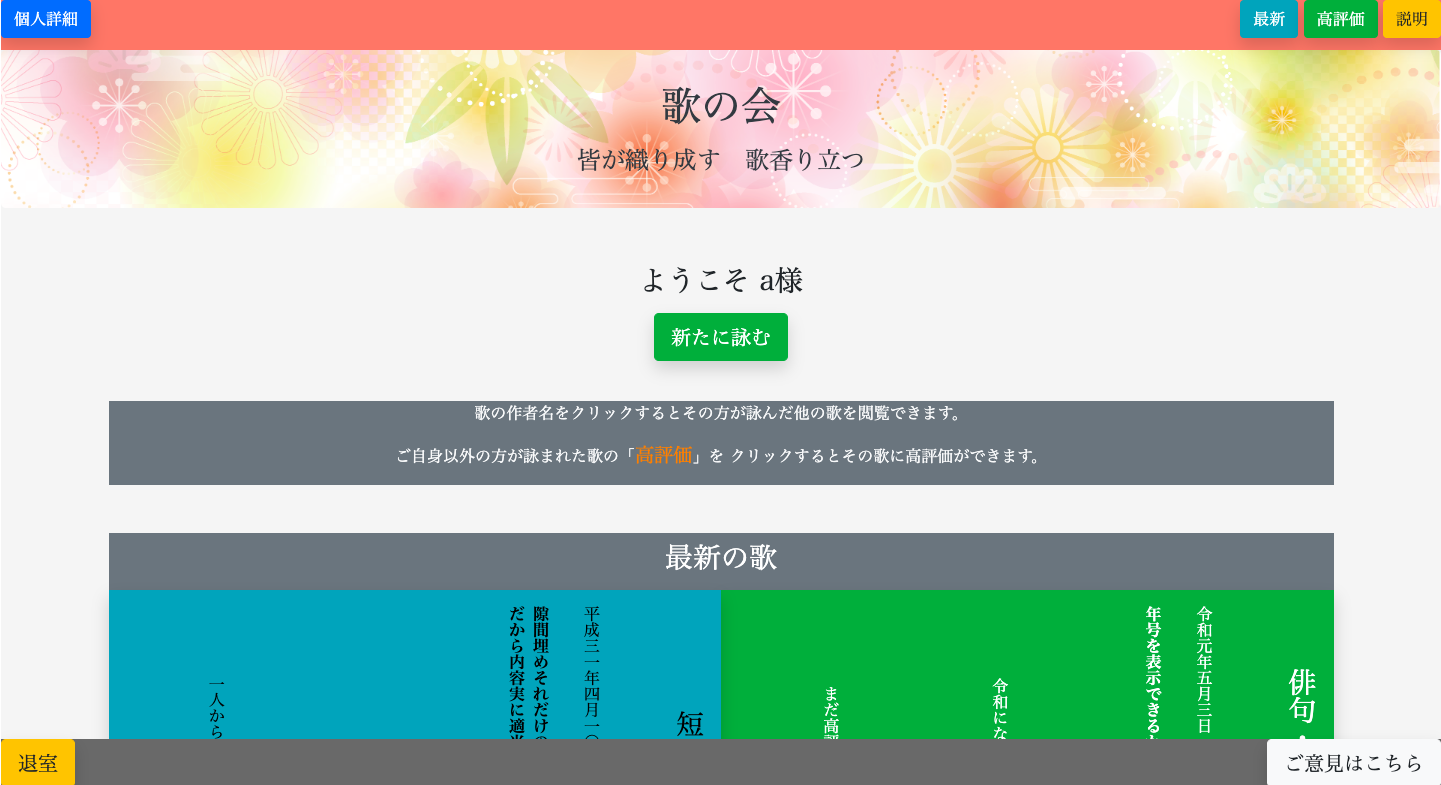 個人詳細
最新
高評価
説明
歌の会
皆が織り成す　歌香り立つ
ようこそ a様
新たに詠む
歌の作者名をクリックするとその方が詠んだ他の歌を閲覧できます。
ご自身以外の方が詠まれた歌の「高評価」を クリックするとその歌に高評価ができます。
最新の歌
俳句・
令和元年五月三日
年号を表示できる
令和にな
まだ高評
短
平成三一年四月一〇
隙間埋めそれだけの
だから内容実に適当
一人から
退室
ご意見はこちら